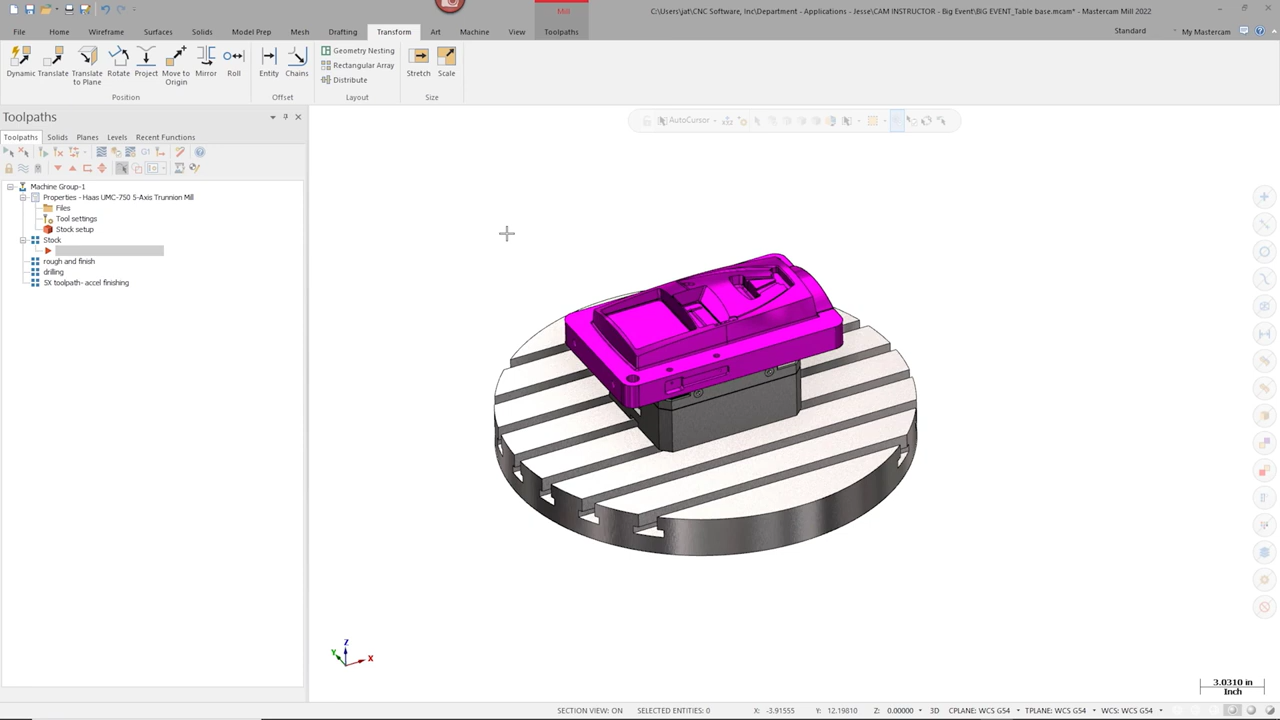 Mill
C:\Users\jat\CNC Software, Inc\Department - Applications - Jesse\CAM INSTRUCTOR - Big Event\BIG EVENT_Table base.mcam* - Mastercam Mill 2022
File Home Wireframe Surfaces Solids Model Prep Mesh Drafting Transform Art Machine View Toolpaths
Standard My Mastercam
Dynamic Translate Translate to Plane Rotate Project Move to Origin Mirror Roll
Position
Entity Chains
Offset
Geometry Nesting
Rectangular Array
Distribute
Layout
Stretch Scale
Size
Toolpaths
AutoCursor
Toolpaths Solids Planes Levels Recent Functions
G1
Machine Group-1
Properties - Haas UMC-750 5-Axis Trunnion Mill
Files
Tool settings
Stock setup
Stock
rough and finish
drilling
5X toolpath- accel finishing
Z
Y
X
3.0310 in
Inch
SECTION VIEW: ON SELECTED ENTITIES: 0 X: -3.91555 Y: 12.19810 Z: 0.00000 3D CPLANE: WCS G54 TPLANE: WCS G54 WCS: WCS G54